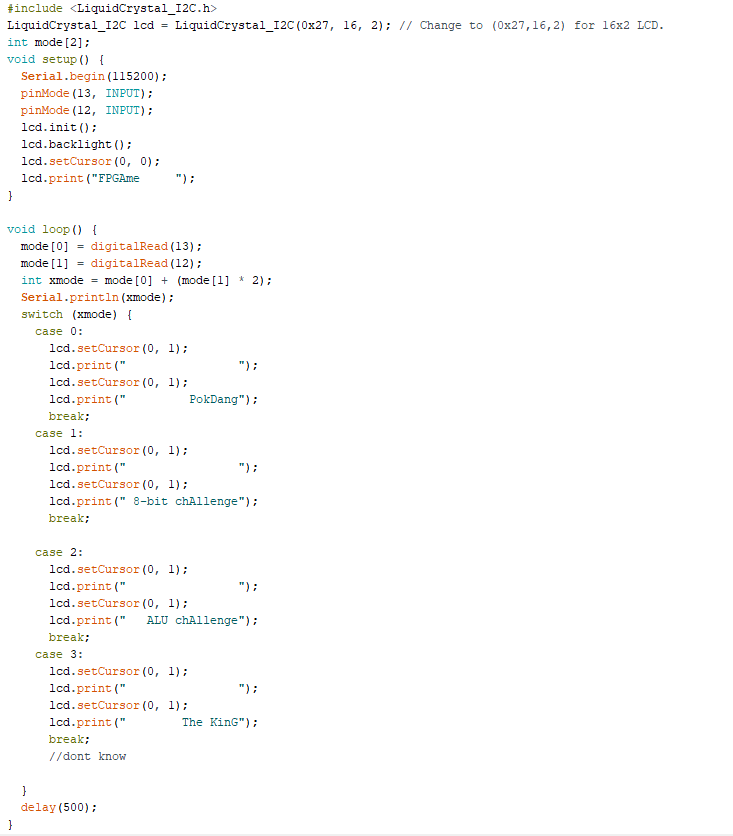 #include <LiquidCrystal_I2C.h>
LiquidCrystal_I2C lcd = LiquidCrystal_I2C(0x27, 16, 2); // Change to (0x27,16,2) for 16x2 LCD.
int mode[2];
void setup() {
  Serial.begin(115200);
  pinMode(13, INPUT);
  pinMode(12, INPUT);
  lcd.init();
  lcd.backlight();
  lcd.setCursor(0, 0);
  lcd.print("FPGAme     ");
}

void loop() {
  mode[0] = digitalRead(13);
  mode[1] = digitalRead(12);
  int xmode = mode[0] + (mode[1] * 2);
  Serial.println(xmode);
  switch (xmode) {
    case 0:
      lcd.setCursor(0, 1);
      lcd.print("                ");
      lcd.setCursor(0, 1);
      lcd.print("         PokDang");
      break;
    case 1:
      lcd.setCursor(0, 1);
      lcd.print("                ");
      lcd.setCursor(0, 1);
      lcd.print(" 8-bit chAllenge");
      break;

    case 2:
      lcd.setCursor(0, 1);
      lcd.print("                ");
      lcd.setCursor(0, 1);
      lcd.print("   ALU chAllenge");
      break;
    case 3:
      lcd.setCursor(0, 1);
      lcd.print("                ");
      lcd.setCursor(0, 1);
      lcd.print("        The KinG");
      break;
      //dont know

  }
  delay(500);
}